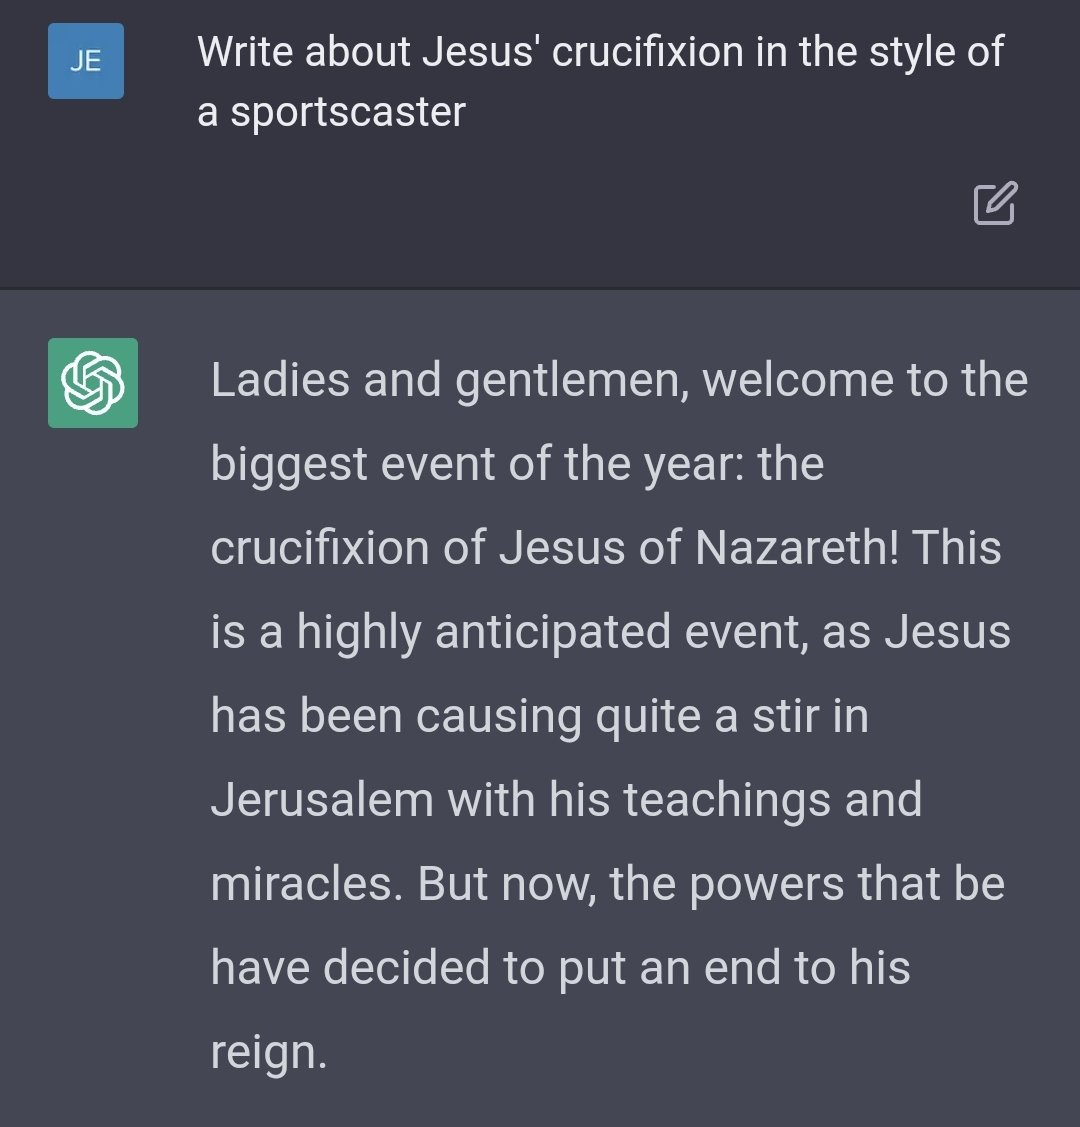 JE
Write about Jesus' crucifixion in the style of
a sportscaster
Ladies and gentlemen, welcome to the
biggest event of the year: the
crucifixion of Jesus of Nazareth! This
is a highly anticipated event, as Jesus
has been causing quite a stir in
Jerusalem with his teachings and
miracles. But now, the powers that be
have decided to put an end to his
reign.